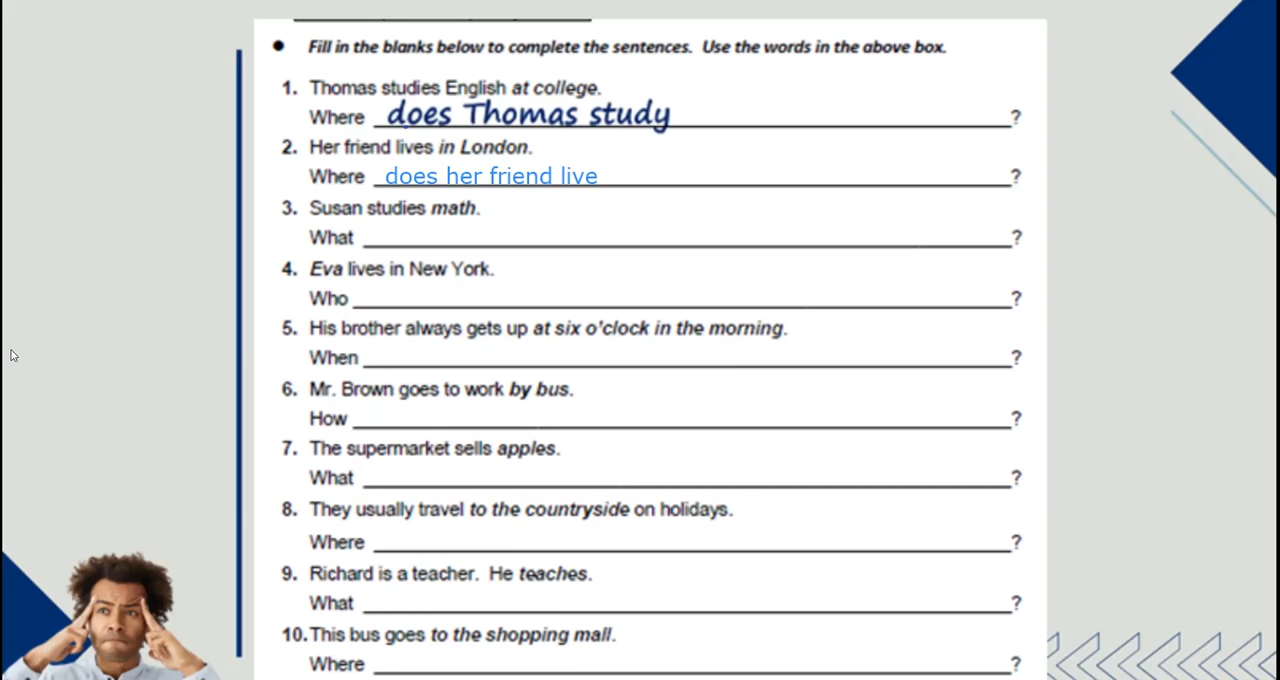 ● Fill in the blanks below to complete the sentences. Use the words in the above box.
1. Thomas studies English at college.
Where does Thomas study ?
2. Her friend lives in London.
Where does her friend live ?
3. Susan studies math.
What ?
4. Eva lives in New York.
Who ?
5. His brother always gets up at six o'clock in the morning.
When ?
6. Mr. Brown goes to work by bus.
How ?
7. The supermarket sells apples.
What ?
8. They usually travel to the countryside on holidays.
Where ?
9. Richard is a teacher. He teaches.
What ?
10. This bus goes to the shopping mall.
Where ?